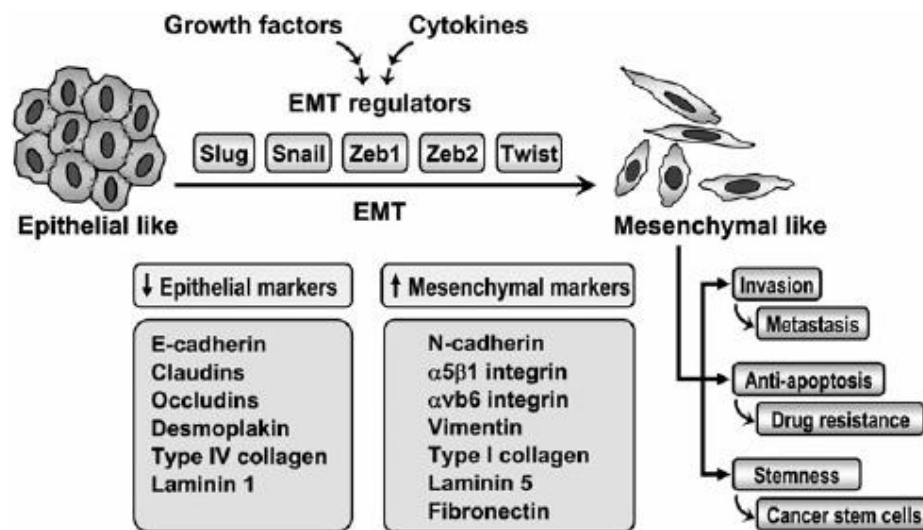 Growth factors Cytokines
EMT regulators
Slug Snail Zeb1 Zeb2 Twist
EMT
Epithelial like
Mesenchymal like
↓ Epithelial markers
E-cadherin
Claudins
Occludins
Desmoplakin
Type IV collagen
Laminin 1
↑ Mesenchymal markers
N-cadherin
α5β1 integrin
αvb6 integrin
Vimentin
Type I collagen
Laminin 5
Fibronectin
Invasion
Metastasis
Anti-apoptosis
Drug resistance
Stemness
Cancer stem cells